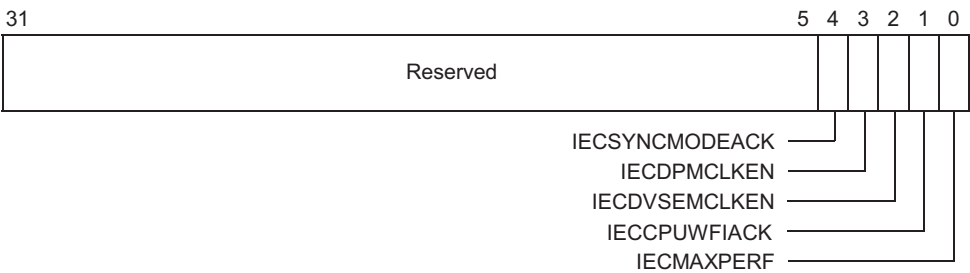 31 5 4 3 2 1 0
Reserved
IECSYNCMODEACK
IECDPMCLKEN
IECDVSEMCLKEN
IECCPUWFIACK
IECMAXPERF